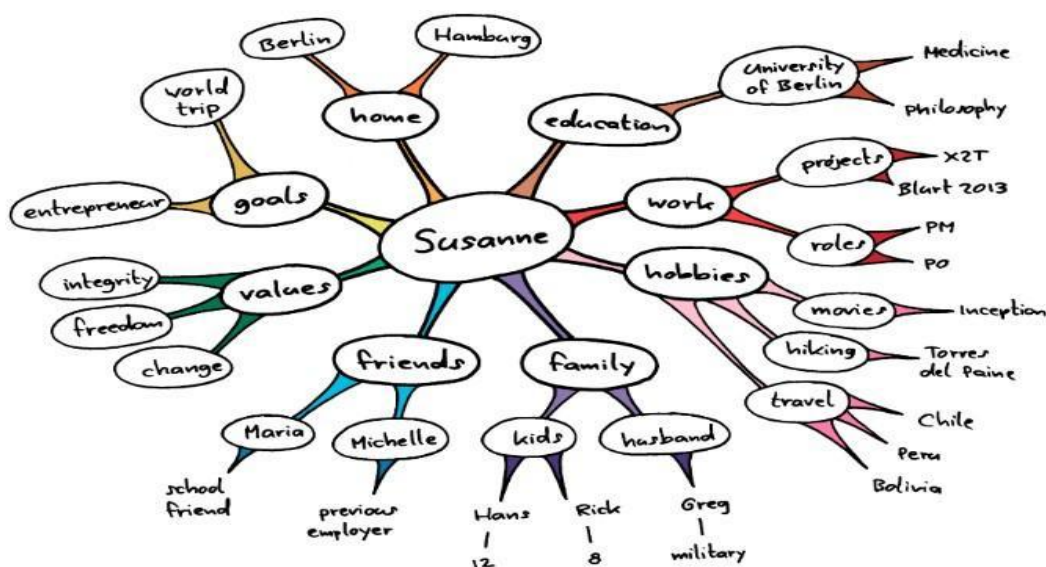 Berlin
Hamburg
home
world
trip
entrepreneur
goals
education
University
of Berlin
Medicine
Philosophy
work
projects
X2T
Blart 2013
roles
PM
PO
Susanne
hobbies
movies
Inception
hiking
Torres
del Paine
travel
Chile
Peru
Bolivia
integrity
freedom
change
values
friends
Maria
school
friend
Michelle
previous
employer
family
kids
Hans
12
Rick
8
husband
Greg
military